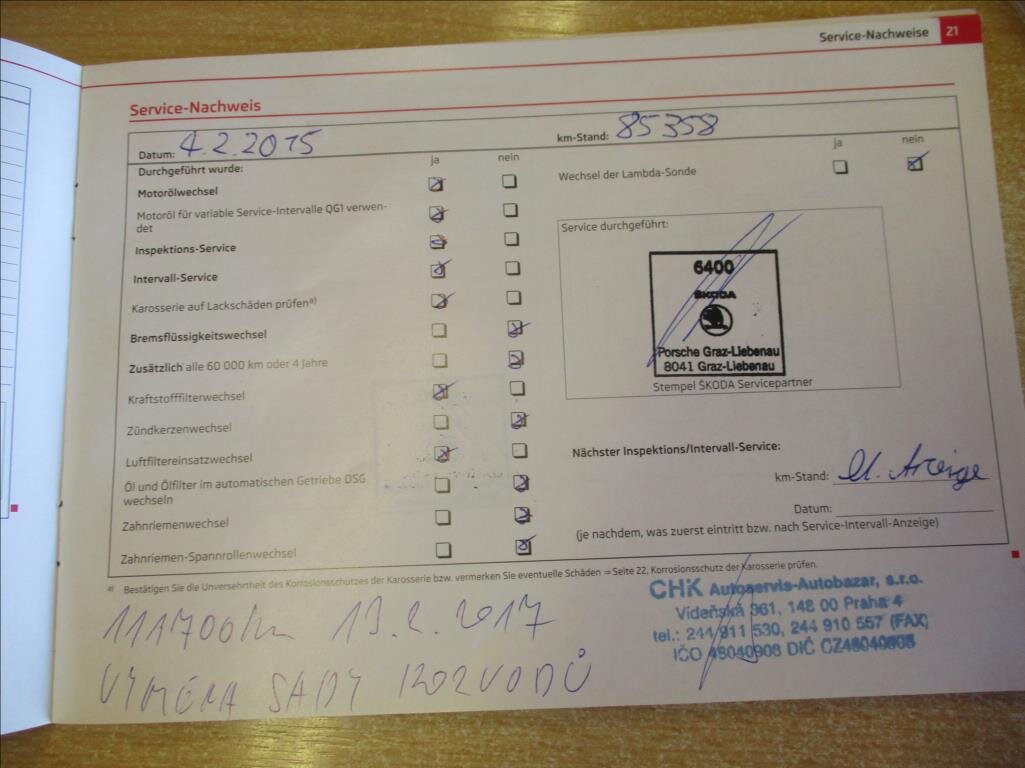 Service-Nachweise 21
Service-Nachweis
Datum: 4.2.2015
km-Stand: 85358
Durchgeführt wurde:
ja nein
Motorölwechsel
Motoröl für variable Service-Intervalle QG1 verwen-
det
Inspektions-Service
Intervall-Service
Karosserie auf Lackschäden prüfena)
Bremsflüssigkeitswechsel
Zusätzlich alle 60 000 km oder 4 Jahre
Kraftstofffilterwechsel
Zündkerzenwechsel
Luftfiltereinsatzwechsel
Öl und Ölfilter im automatischen Getriebe DSG
wechseln
Zahnriemenwechsel
Zahnriemen-Spannrollenwechsel
ja nein
Wechsel der Lambda-Sonde
Service durchgeführt:
6400
ŠKODA
Porsche Graz-Liebenau
8041 Graz-Liebenau
Stempel ŠKODA Servicepartner
Nächster Inspektions/Intervall-Service:
km-Stand: lt. Anzeige
Datum:
(je nachdem, was zuerst eintritt bzw. nach Service-Intervall-Anzeige)
a) Bestätigen Sie die Unversehrtheit des Korrosionsschutzes der Karosserie bzw. vermerken Sie eventuelle Schäden ⇒ Seite 22, Korrosionsschutz der Karosserie prüfen.
111700km 13.2.2017
VÝMĚNA SADY ROZVODŮ
CHK Autoservis-Autobazar, s.r.o.
Vídeňská 361, 148 00 Praha 4
tel.: 244 911 530, 244 910 557 (FAX)
IČO 48040908 DIČ CZ48040908